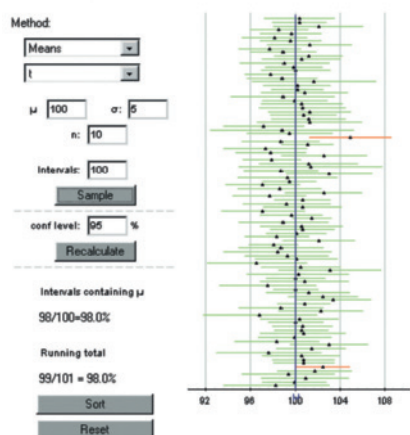 Method:
Means
t
μ 100 σ: 5
n: 10
Intervals: 100
Sample
conf level: 95 %
Recalculate
Intervals containing μ
98/100=98.0%
Running total
99/101 = 98.0%
Sort
Reset
92 96 100 104 108